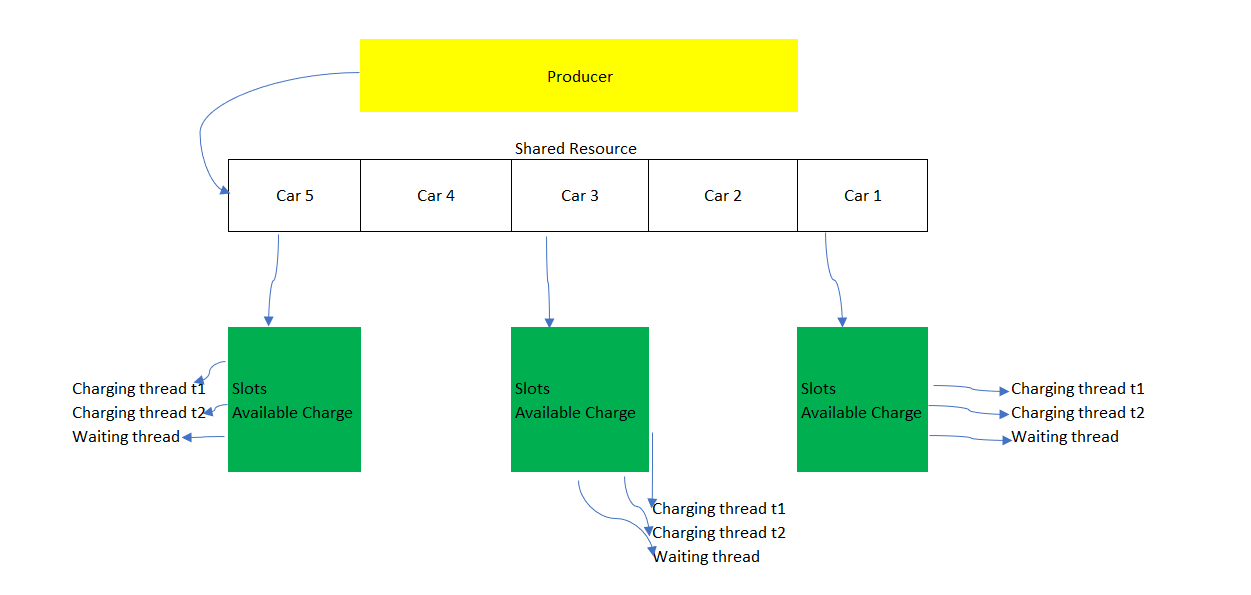 Producer
Shared Resource
Car 5
Car 4
Car 3
Car 2
Car 1
Charging thread t1
Charging thread t2
Waiting thread
Slots
Available Charge
Slots
Available Charge
Slots
Available Charge
Charging thread t1
Charging thread t2
Waiting thread
Charging thread t1
Charging thread t2
Waiting thread